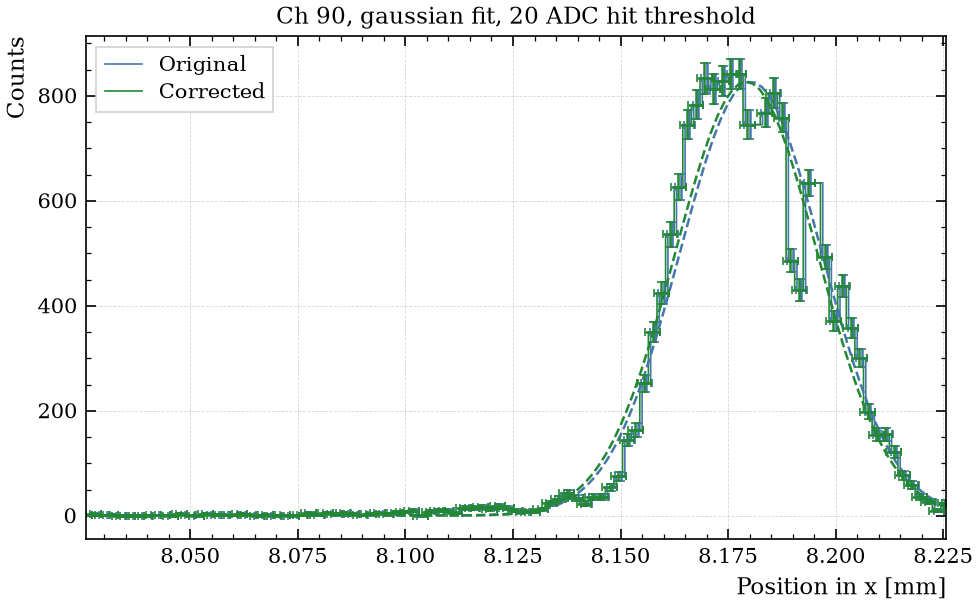 Ch 90, gaussian fit, 20 ADC hit threshold
Counts
Original
Corrected
800
600
400
200
0
8.050
8.075
8.100
8.125
8.150
8.175
8.200
8.225
Position in x [mm]